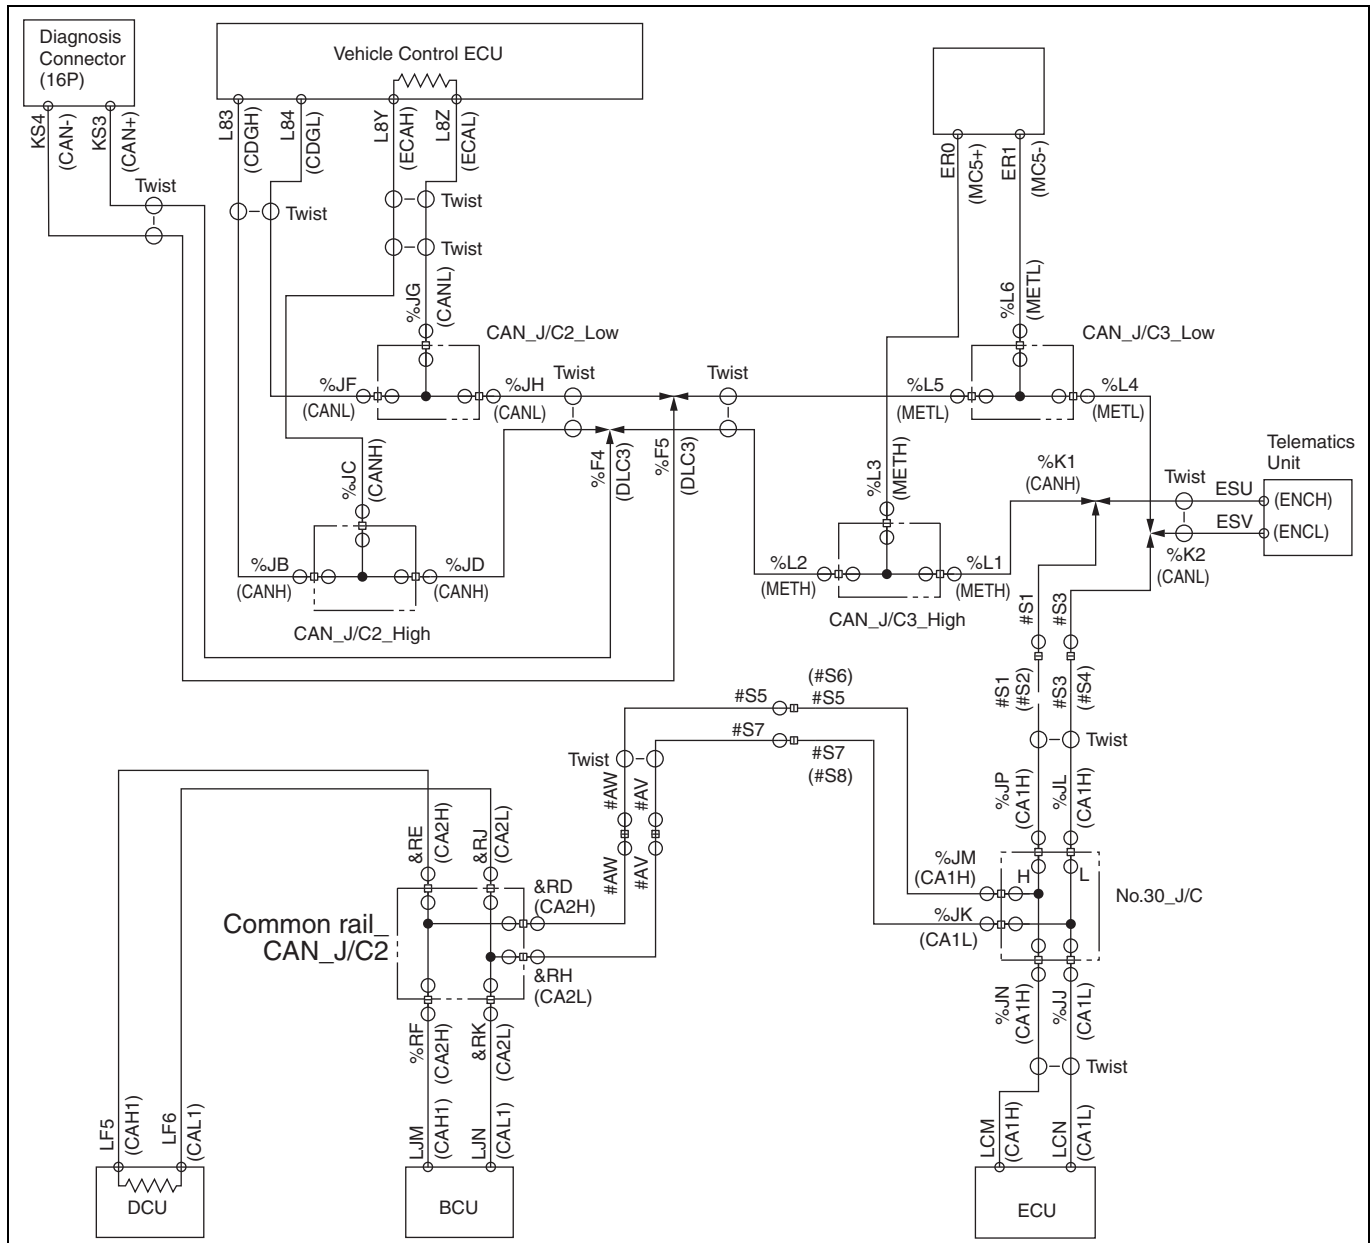 Diagnosis
Connector
(16P)
Vehicle Control ECU
KS4
(CAN-)
KS3
(CAN+)
L83
(CDGH)
L84
(CDGL)
L8Y
(ECAH)
L8Z
(ECAL)
ER0
(MC5+)
ER1
(MC5-)
Twist
Twist
Twist
Twist
%JG
(CANL)
%L6
(METL)
CAN_J/C2_Low
CAN_J/C3_Low
%JF
(CANL)
%JH
(CANL)
Twist
Twist
%L5
(METL)
%L4
(METL)
%JC
(CANH)
%F4
(DLC3)
%F5
(DLC3)
%L3
(METH)
%K1
(CANH)
Twist
Telematics
Unit
ESU
(ENCH)
ESV
(ENCL)
%K2
(CANL)
%JB
(CANH)
%JD
(CANH)
%L2
(METH)
%L1
(METH)
CAN_J/C2_High
CAN_J/C3_High
#S1
#S3
#S1
(#S2)
#S3
(#S4)
#S5
(#S6)
#S5
#S7
#S7
(#S8)
Twist
Twist
#AW
#AV
#AW
#AV
%JP
(CA1H)
%JL
(CA1H)
&RE
(CA2H)
&RJ
(CA2L)
&RD
(CA2H)
%JM
(CA1H)
H
L
No.30_J/C
%JK
(CA1L)
Common rail_
CAN_J/C2
&RH
(CA2L)
%RF
(CA2H)
&RK
(CA2L)
%JN
(CA1H)
%JJ
(CA1L)
Twist
LF5
(CAH1)
LF6
(CAL1)
LJM
(CAH1)
LJN
(CAL1)
LCM
(CA1H)
LCN
(CA1L)
DCU
BCU
ECU